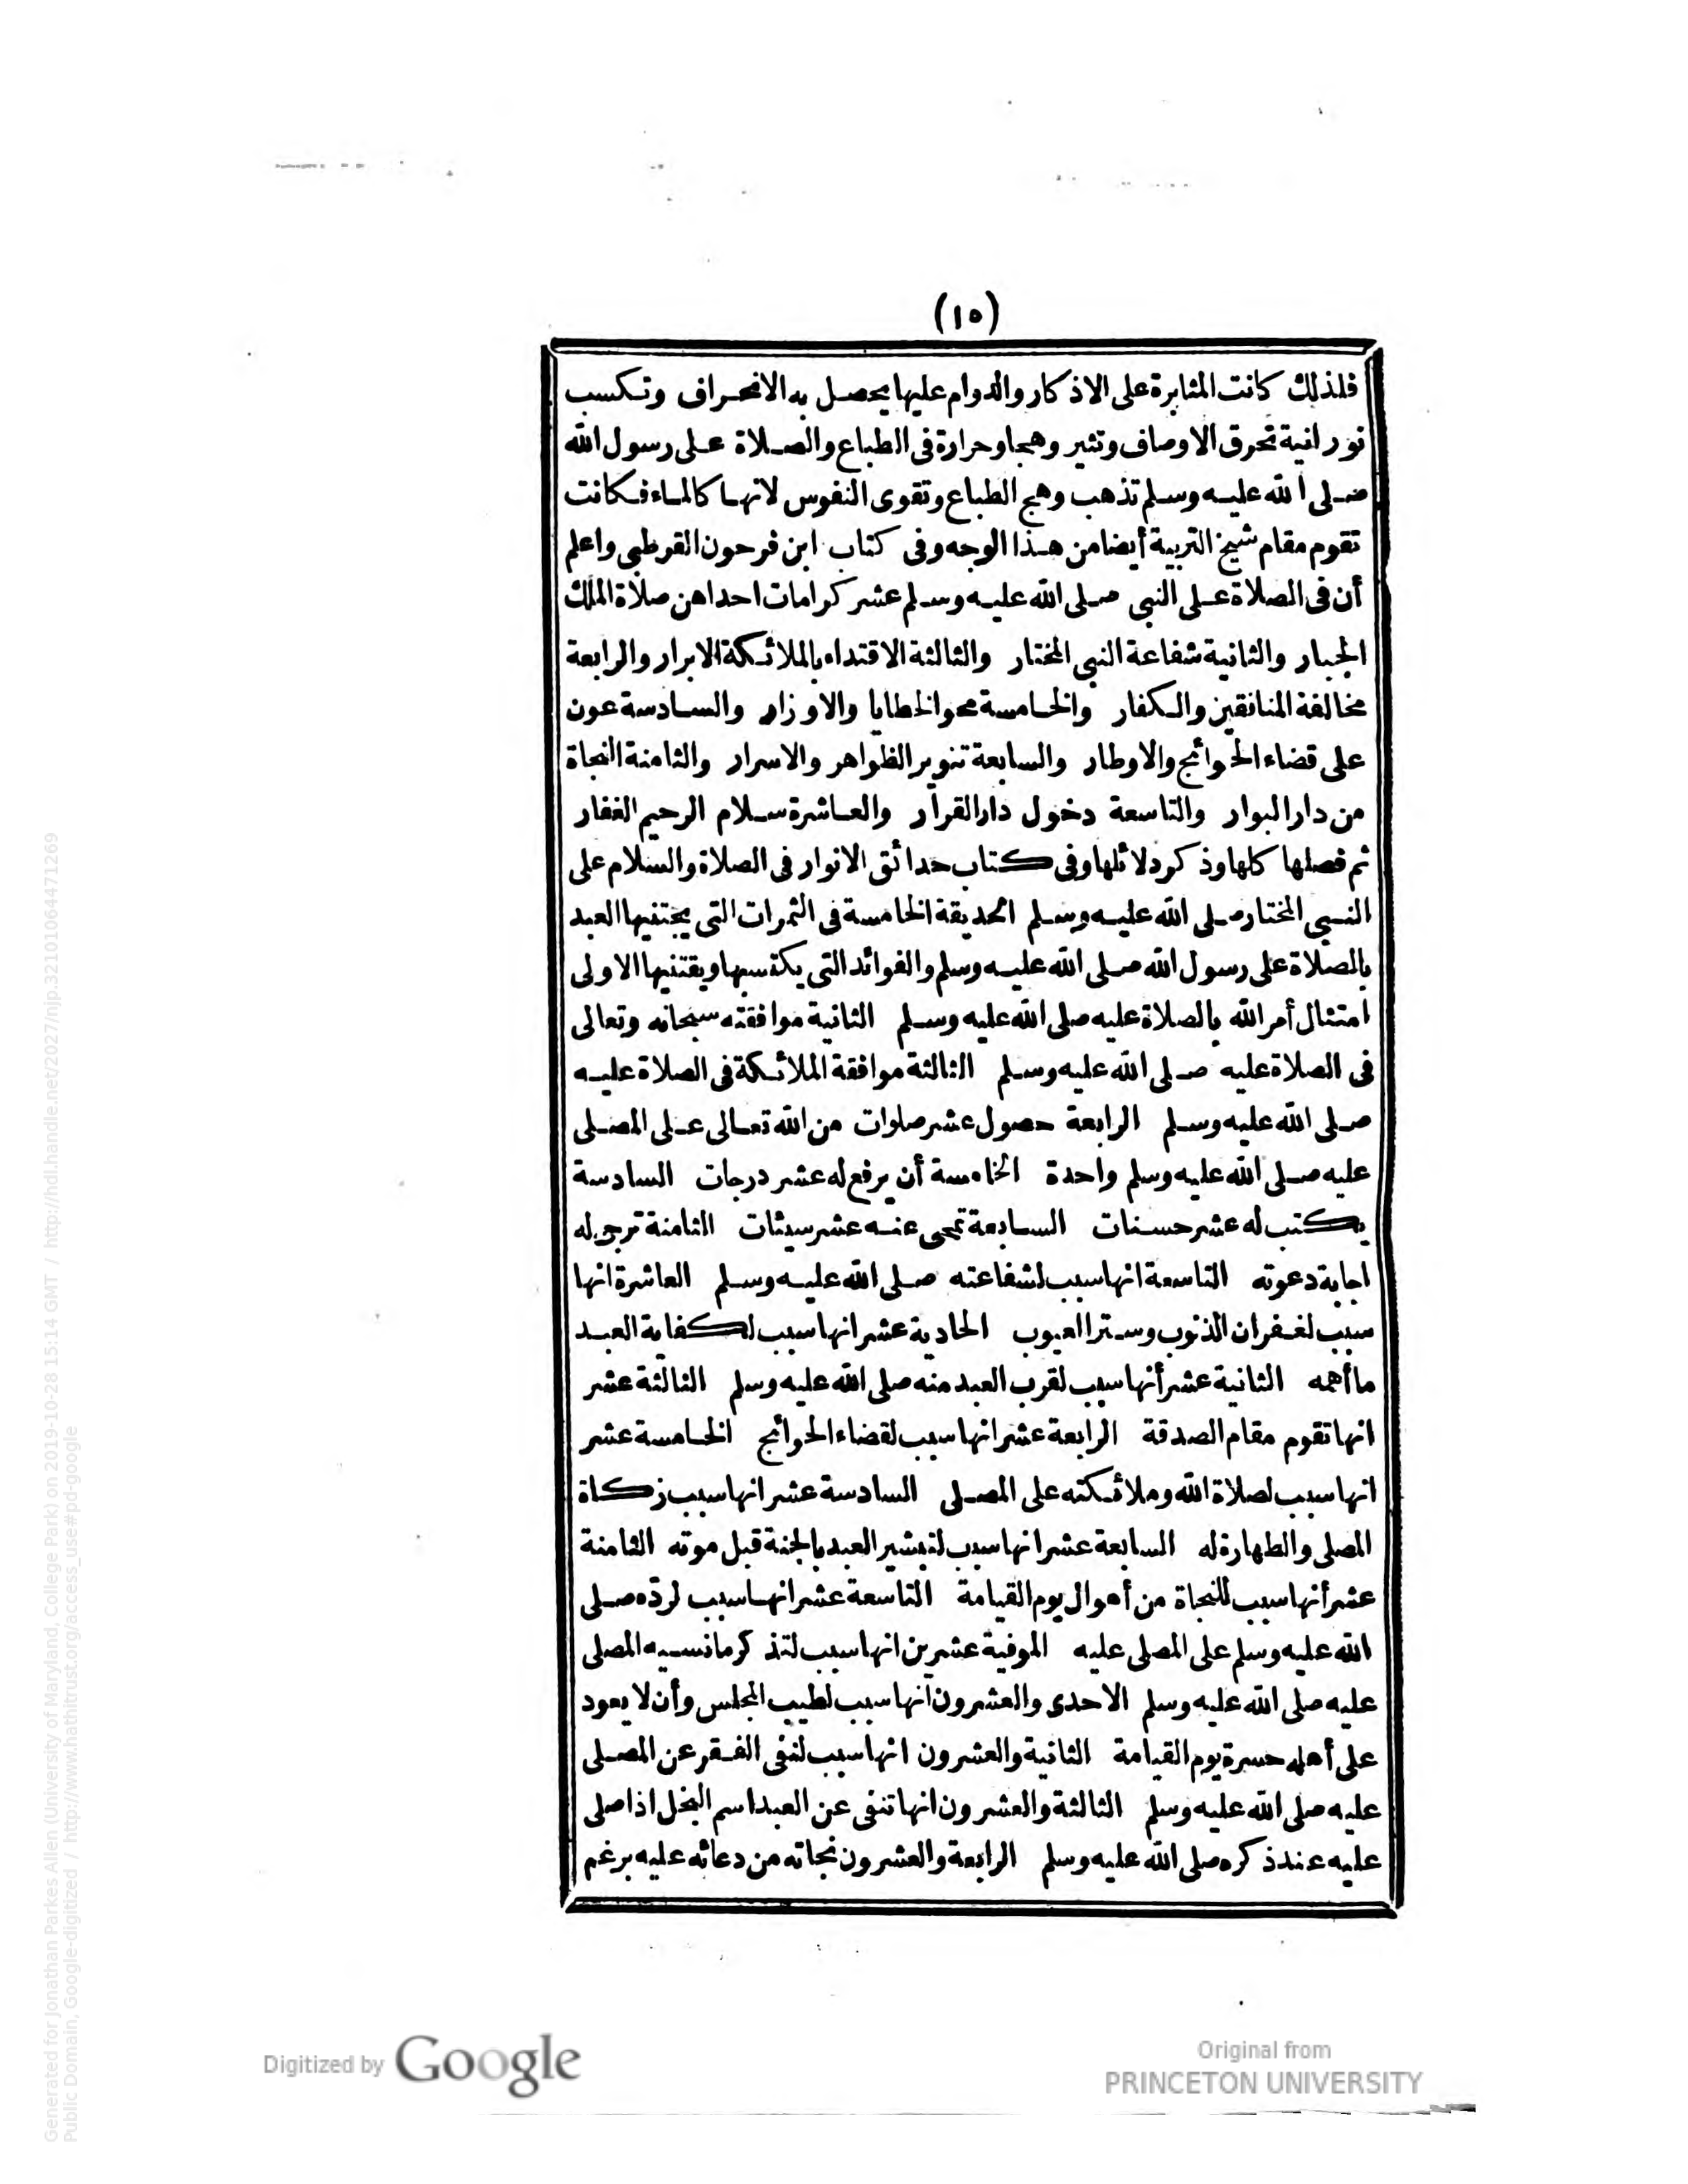 (١٥)
فلذلك كانت المثابرة على الاذكار والدوام عليها يحصل به الانحراف وتكسب
نورانية تحرق الاوصاف وتثير وهجا وحرارة فى الطباع والصلاة على رسول الله
صلى الله عليه وسلم تذهب وهج الطباع وتقوى النفوس لانها كالماء فكانت
تقوم مقام شيخ التربية أيضا من هذا الوجه وفى كتاب ابن فرحون القرطبى واعلم
أن فى الصلاة على النبى صلى الله عليه وسلم عشر كرامات احداهن صلاة الملك
الجبار والثانية شفاعة النبى المختار والثالثة الاقتداء بالملائكة الابرار والرابعة
مخالفة المنافقين والكفار والخامسة محو الخطايا والاوزار والسادسة عون
على قضاء الحوائج والاوطار والسابعة تنوير الظواهر والاسرار والثامنة النجاة
من دار البوار والتاسعة دخول دار القرار والعاشرة سلام الرحيم الغفار
ثم فصلها كلها وذكر دلائلها وفى كتاب حدائق الانوار فى الصلاة والسلام على
النبى المختار صلى الله عليه وسلم الحديقة الخامسة فى الثمرات التى يجتنيها العبد
بالصلاة على رسول الله صلى الله عليه وسلم والفوائد التى يكتسبها ويقتنيها الاولى
امتثال أمر الله بالصلاة عليه صلى الله عليه وسلم الثانية موافقته سبحانه وتعالى
فى الصلاة عليه صلى الله عليه وسلم الثالثة موافقة الملائكة فى الصلاة عليه
صلى الله عليه وسلم الرابعة حصول عشر صلوات من الله تعالى على المصلى
عليه صلى الله عليه وسلم واحدة الخامسة أن يرفع له عشر درجات السادسة
يكتب له عشر حسنات السابعة تمحى عنه عشر سيئات الثامنة ترجى له
اجابة دعوته التاسعة انها سبب لشفاعته صلى الله عليه وسلم العاشرة انها
سبب لغفران الذنوب وستر العيوب الحادية عشر انها سبب لكفاية العبد
ما أهمه الثانية عشر أنها سبب لقرب العبد منه صلى الله عليه وسلم الثالثة عشر
انها تقوم مقام الصدقة الرابعة عشر انها سبب لقضاء الحوائج الخامسة عشر
انها سبب لصلاة الله وملائكته على المصلى السادسة عشر انها سبب زكاة
المصلى والطهارة له السابعة عشر انها سبب لتبشير العبد بالجنة قبل موته الثامنة
عشر أنها سبب للنجاة من أهوال يوم القيامة التاسعة عشر انها سبب لردّه صلى
الله عليه وسلم على المصلى عليه الموفية عشرين انها سبب لتذكر ما نسيه المصلى
عليه صلى الله عليه وسلم الاحدى والعشرون انها سبب لطيب المجلس وأن لا يعود
على أهله حسرة يوم القيامة الثانية والعشرون انها سبب لنفى الفقر عن المصلى
عليه صلى الله عليه وسلم الثالثة والعشرون انها تنفى عن العبد اسم البخل اذا صلى
عليه عند ذكره صلى الله عليه وسلم الرابعة والعشرون نجاته من دعائه عليه برغم
Digitized by Google
Original from
PRINCETON UNIVERSITY
Generated for Jonathan Parkes Allen (University of Maryland, College Park) on 2019-10-28 15:14 GMT / http://hdl.handle.net/2027/njp.32101064471269
Public Domain, Google-digitized / http://www.hathitrust.org/access_use#pd-google